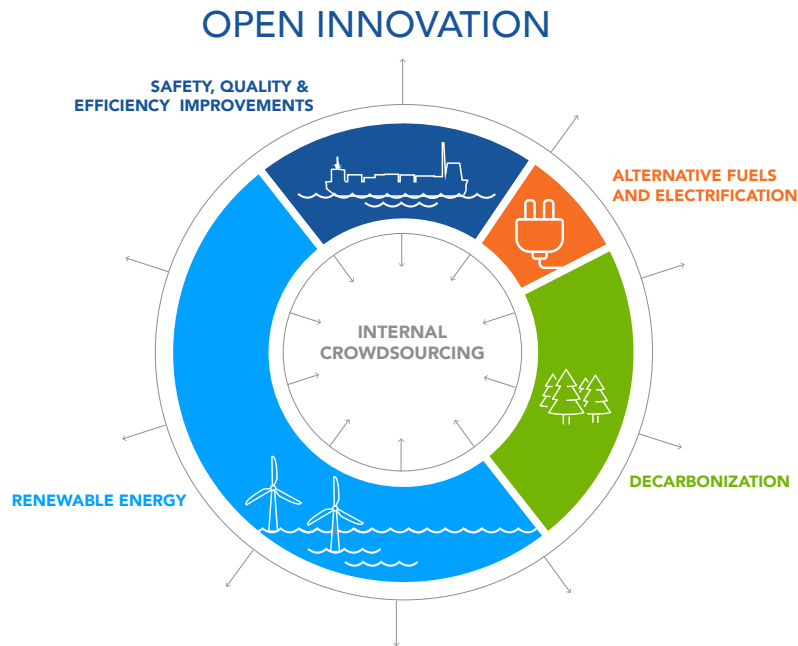 OPEN INNOVATION
SAFETY, QUALITY &
EFFICIENCY IMPROVEMENTS
ALTERNATIVE FUELS
AND ELECTRIFICATION
INTERNAL
CROWDSOURCING
RENEWABLE ENERGY
DECARBONIZATION